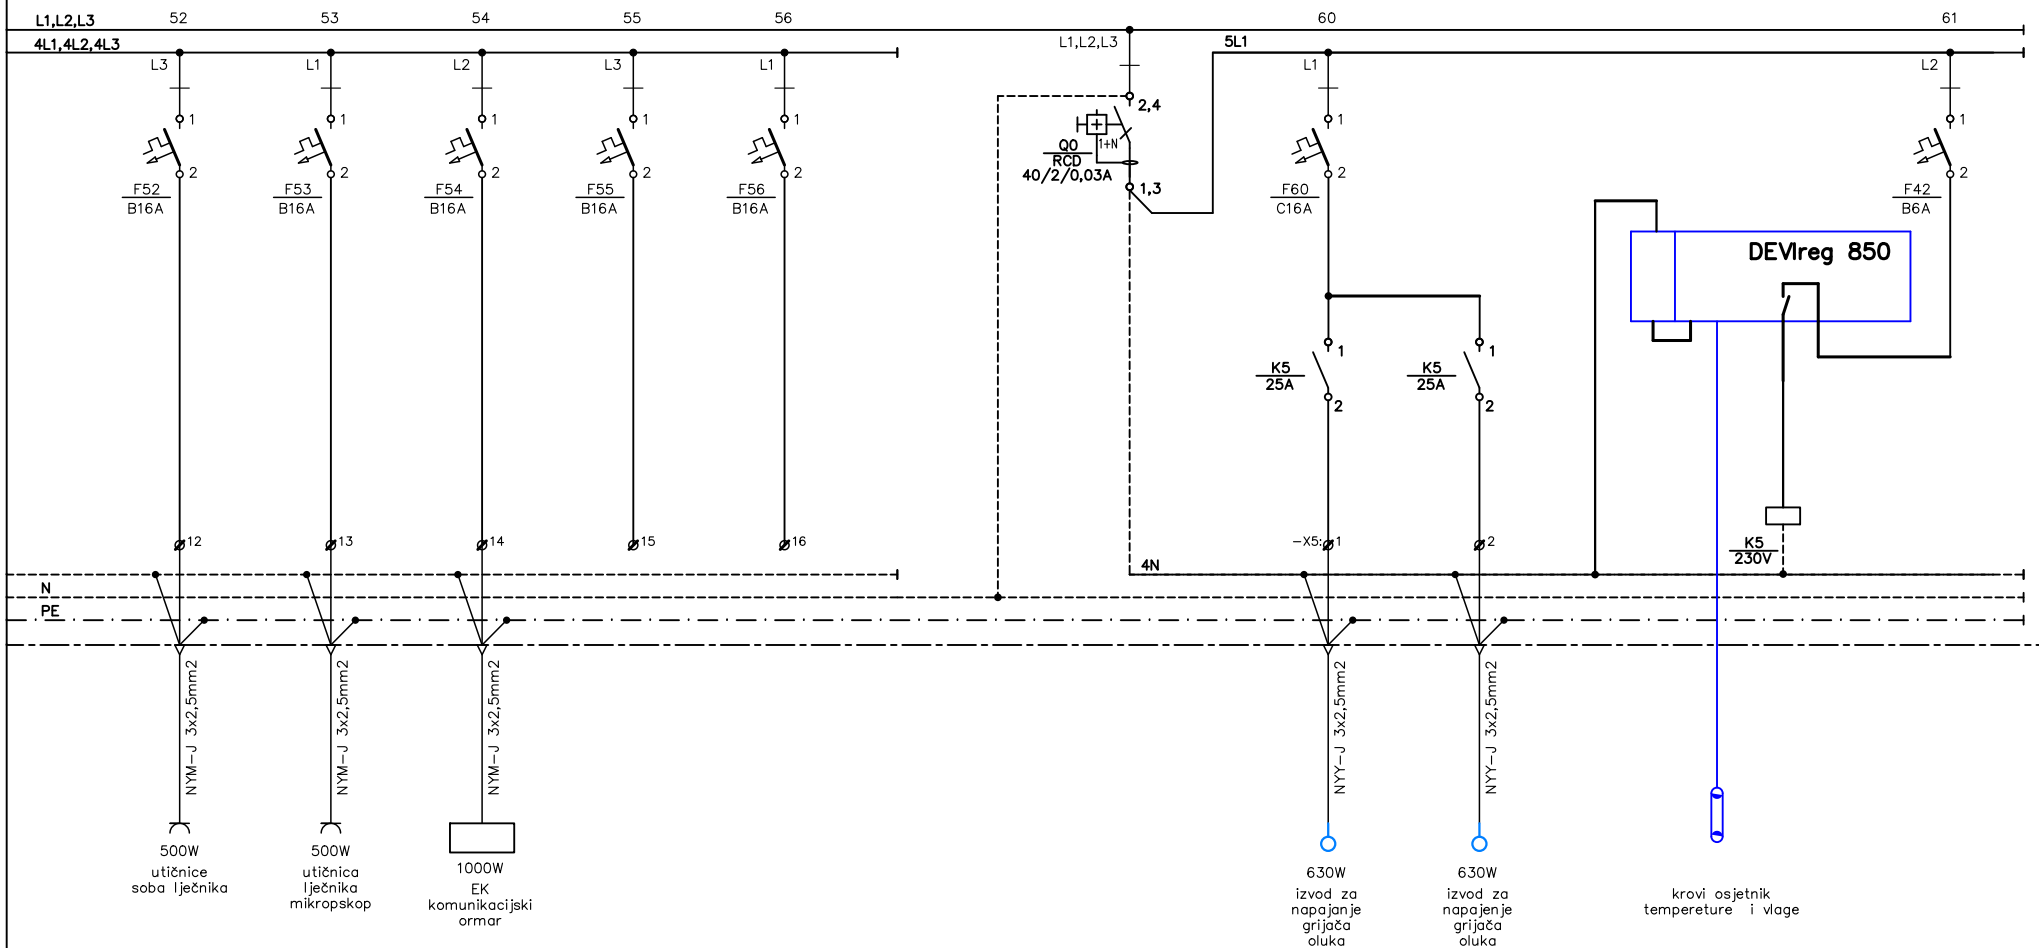 L1,L2,L3
52
53
54
55
56
60
61
4L1,4L2,4L3
L1,L2,L3
5L1
L3
L1
L2
L3
L1
L1
L2
1
1
1
1
1
2,4
1
1
1+N
2
2
2
2
2
Q0
RCD
40/2/0,03A
1,3
2
2
F52
B16A
F53
B16A
F54
B16A
F55
B16A
F56
B16A
F60
C16A
F42
B6A
DEVIreg 850
K5
25A
1
2
K5
25A
1
2
12
13
14
15
16
-X5:
1
2
K5
230V
4N
N
PE
NYM-J 3x2,5mm2
NYM-J 3x2,5mm2
NYM-J 3x2,5mm2
NYY-J 3x2,5mm2
NYY-J 3x2,5mm2
500W
utičnice
soba lječnika
500W
utičnica
lječnika
mikropskop
1000W
EK
komunikacijski
ormar
630W
izvod za
napajanje
grijača
oluka
630W
izvod za
napajenje
grijača
oluka
krovi osjetnik
tempereture i vlage